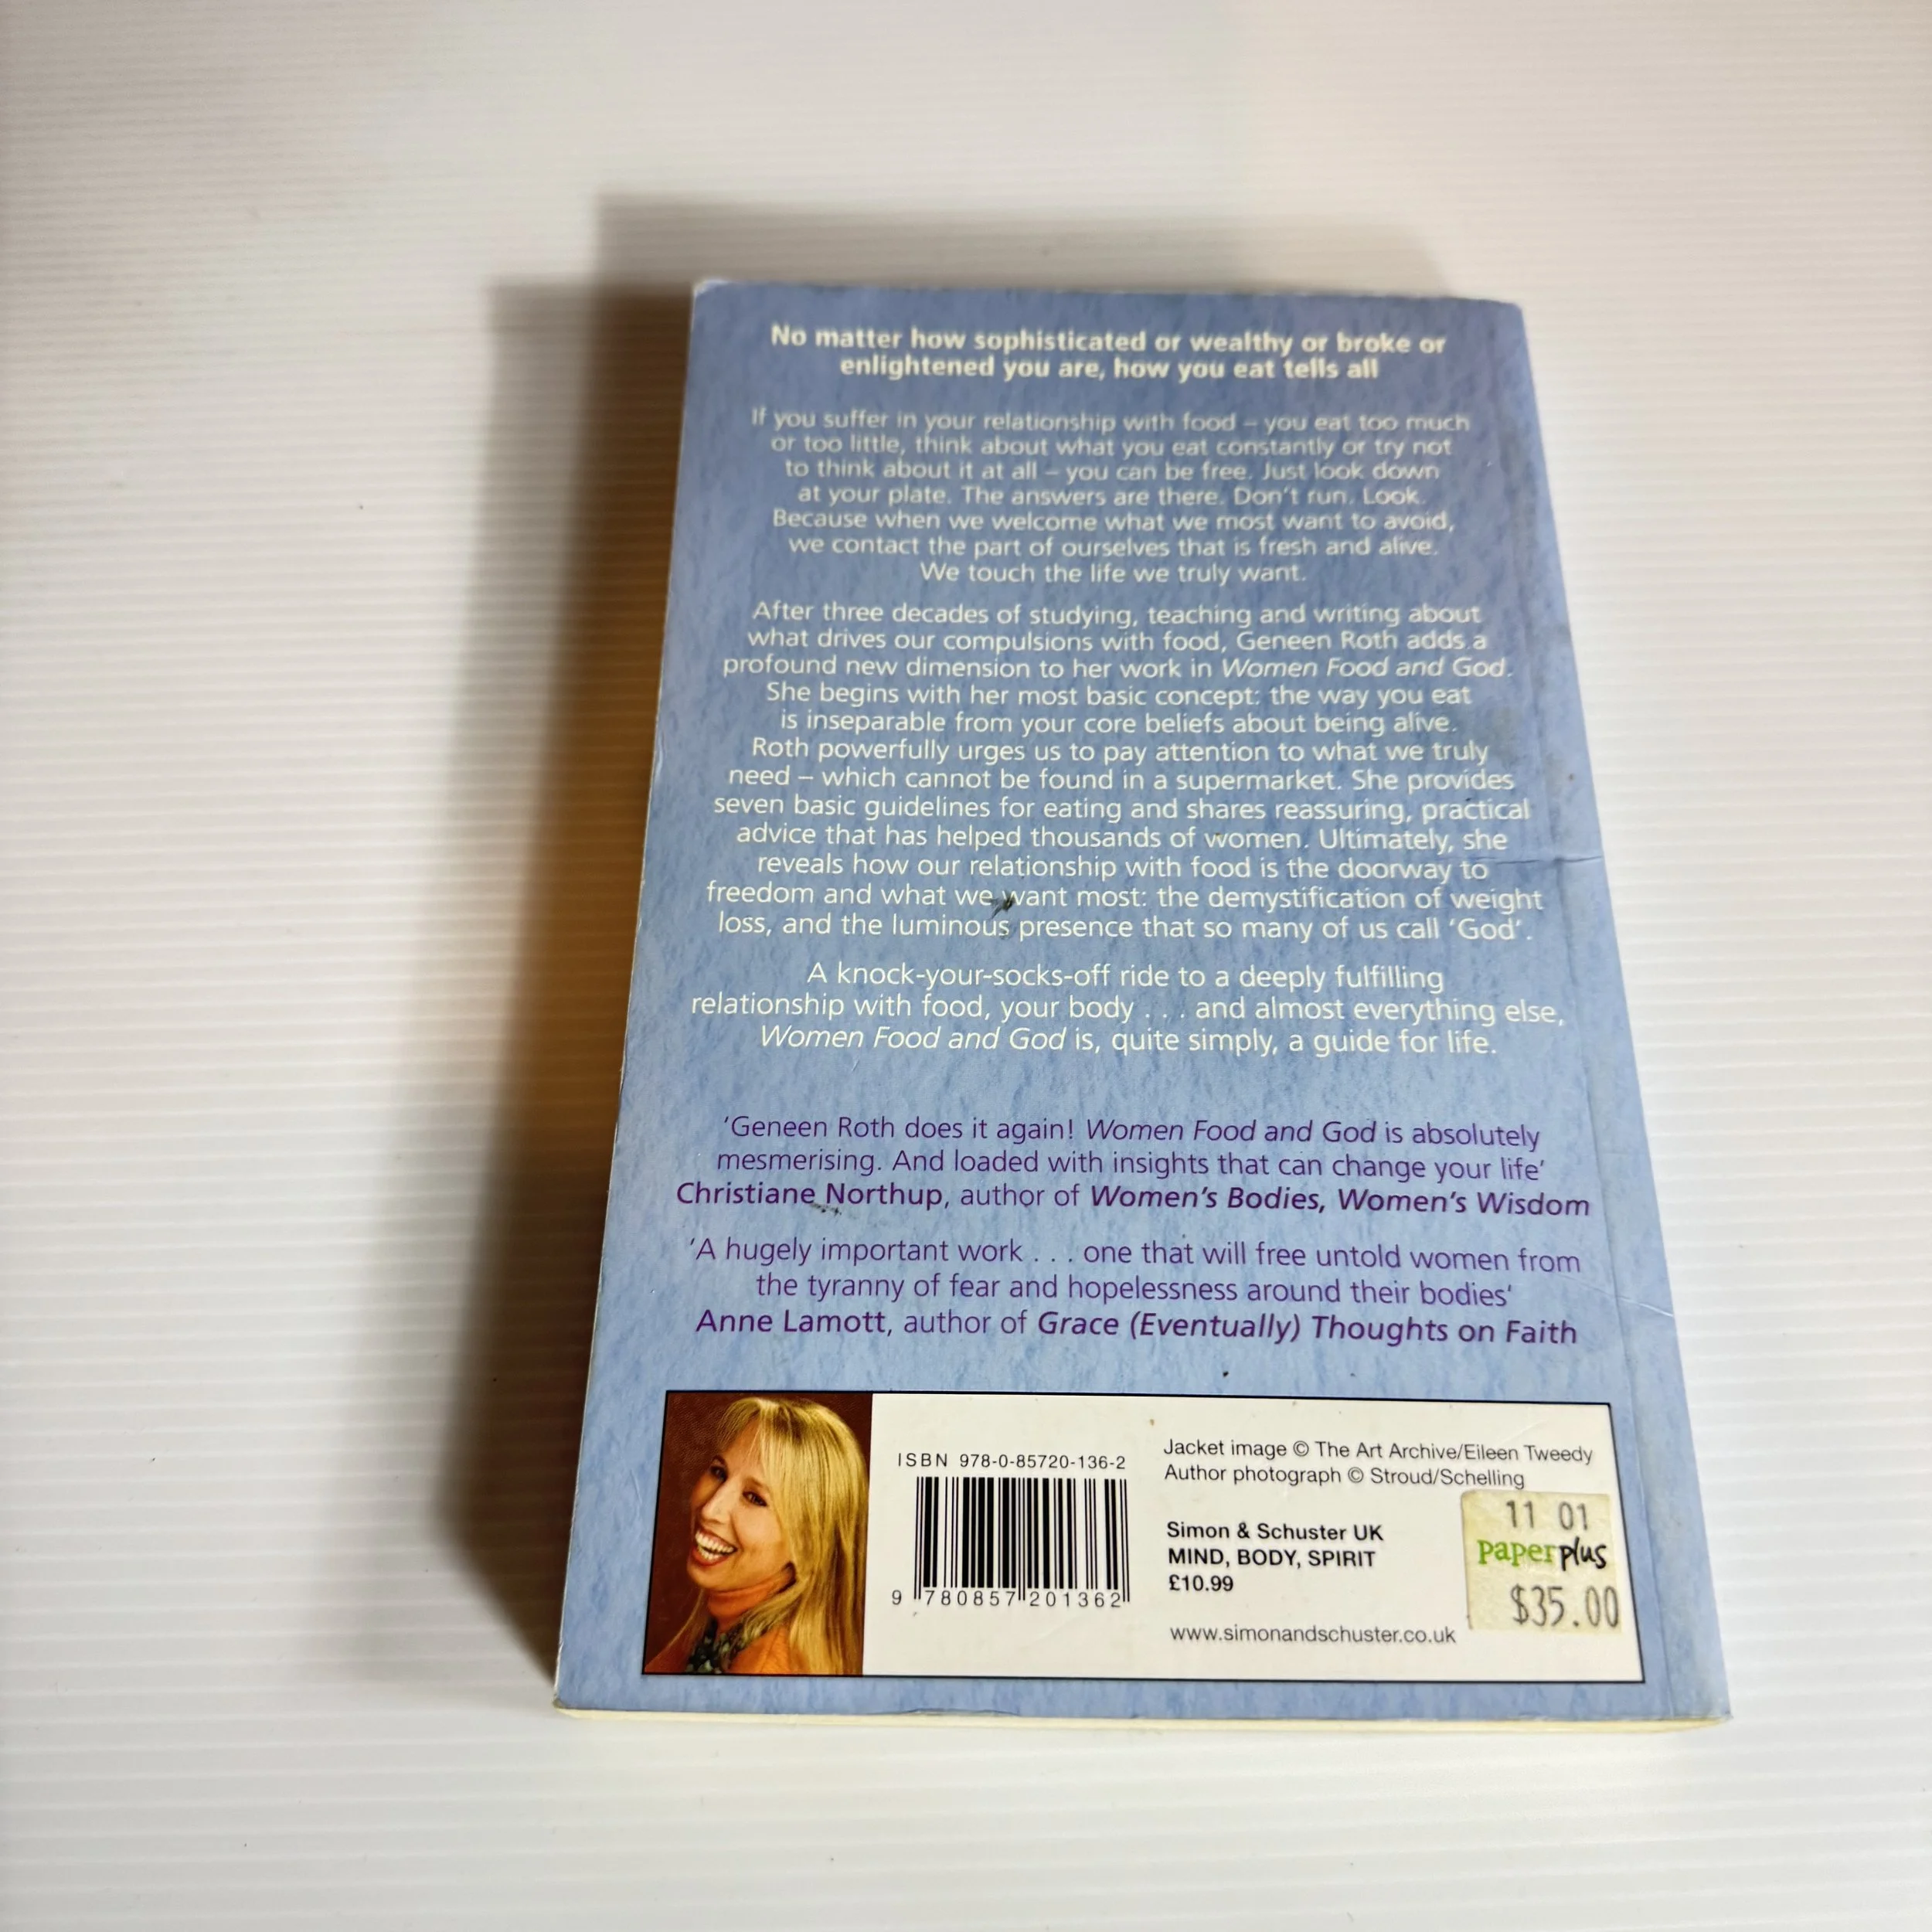 No matter how sophisticated or wealthy or broke or
enlightened you are, how you eat tells all
If you suffer in your relationship with food – you eat too much
or too little, think about what you eat constantly or try not
to think about it at all – you can be free. Just look down
at your plate. The answers are there. Don't run. Look.
Because when we welcome what we most want to avoid,
we contact the part of ourselves that is fresh and alive.
We touch the life we truly want.
After three decades of studying, teaching and writing about
what drives our compulsions with food, Geneen Roth adds a
profound new dimension to her work in Women Food and God.
She begins with her most basic concept: the way you eat
is inseparable from your core beliefs about being alive.
Roth powerfully urges us to pay attention to what we truly
need – which cannot be found in a supermarket. She provides
seven basic guidelines for eating and shares reassuring, practical
advice that has helped thousands of women. Ultimately, she
reveals how our relationship with food is the doorway to
freedom and what we want most: the demystification of weight
loss, and the luminous presence that so many of us call 'God'.
A knock-your-socks-off ride to a deeply fulfilling
relationship with food, your body . . . and almost everything else,
Women Food and God is, quite simply, a guide for life.
'Geneen Roth does it again! Women Food and God is absolutely
mesmerising. And loaded with insights that can change your life'
Christiane Northup, author of Women's Bodies, Women's Wisdom
'A hugely important work . . . one that will free untold women from
the tyranny of fear and hopelessness around their bodies'
Anne Lamott, author of Grace (Eventually) Thoughts on Faith
ISBN 978-0-85720-136-2
9 780857 201362
Jacket image © The Art Archive/Eileen Tweedy
Author photograph © Stroud/Schelling
Simon & Schuster UK
MIND, BODY, SPIRIT
£10.99
www.simonandschuster.co.uk
11 01
paperplus
$35.00